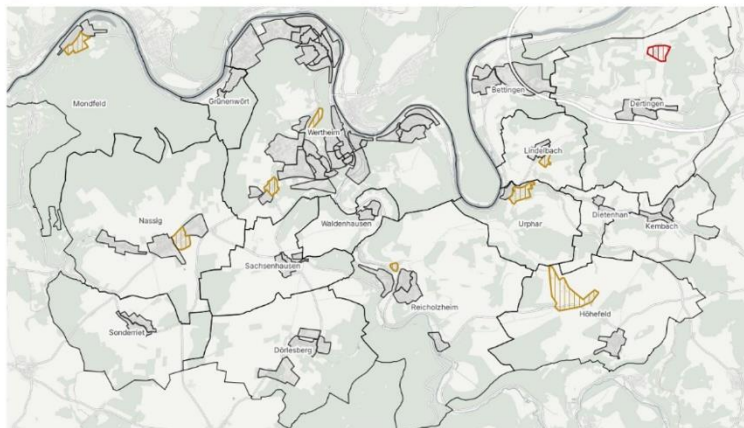 Bettingen
Mondfeld
Grünenwört
Dertingen
Wertheim
Lindelbach
Nassig
Waldenhausen
Urphar
Dietenhan
Kembach
Sachsenhausen
Reicholzheim
Höhefeld
Sonderriet
Dörlesberg